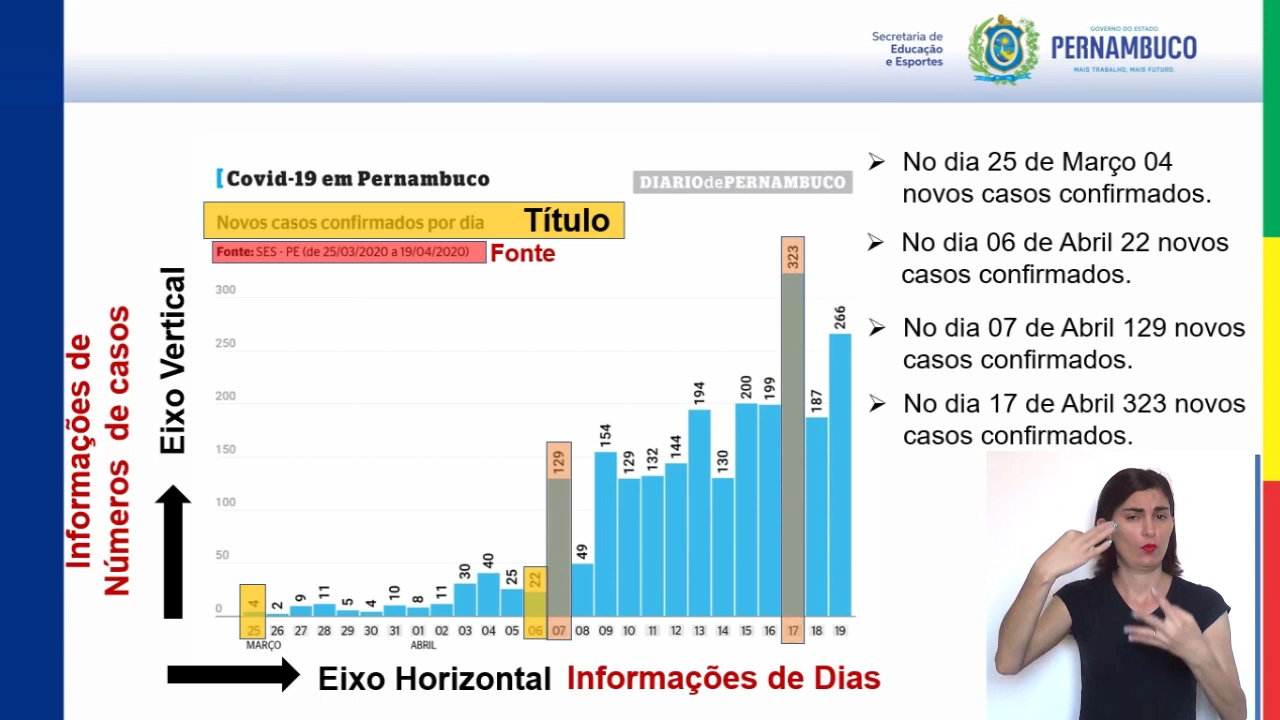 Secretaria de
Educação
e Esportes
GOVERNO DO ESTADO
PERNAMBUCO
MAIS TRABALHO, MAIS FUTURO.
Covid-19 em Pernambuco
DIARIOdePERNAMBUCO
Novos casos confirmados por dia
Título
Fonte: SES - PE (de 25/03/2020 a 19/04/2020)
Fonte
Informações de
Números de casos
Eixo Vertical
300
250
200
150
100
50
0
4 2 9 11 5 4 10 8 11 30 40 25 22 129 49 154 129 132 144 194 130 200 199 323 187 266
25 26 27 28 29 30 31 01 02 03 04 05 06 07 08 09 10 11 12 13 14 15 16 17 18 19
MARÇO ABRIL
Eixo Horizontal Informações de Dias
No dia 25 de Março 04
novos casos confirmados.
No dia 06 de Abril 22 novos
casos confirmados.
No dia 07 de Abril 129 novos
casos confirmados.
No dia 17 de Abril 323 novos
casos confirmados.